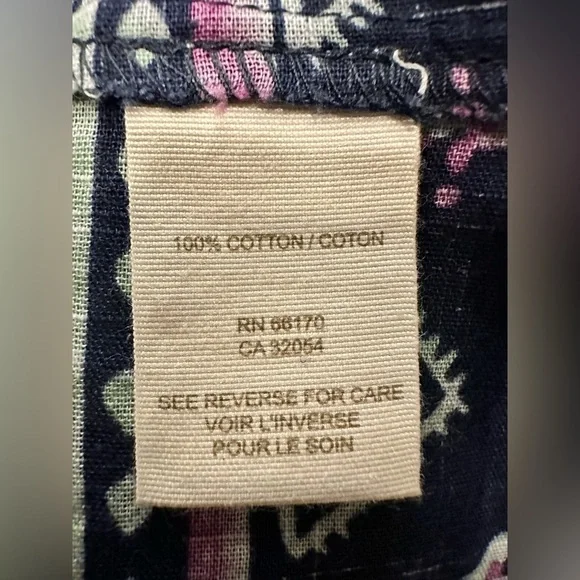 100% COTTON / COTON
RN 66170
CA 32054
SEE REVERSE FOR CARE
VOIR L'INVERSE
POUR LE SOIN